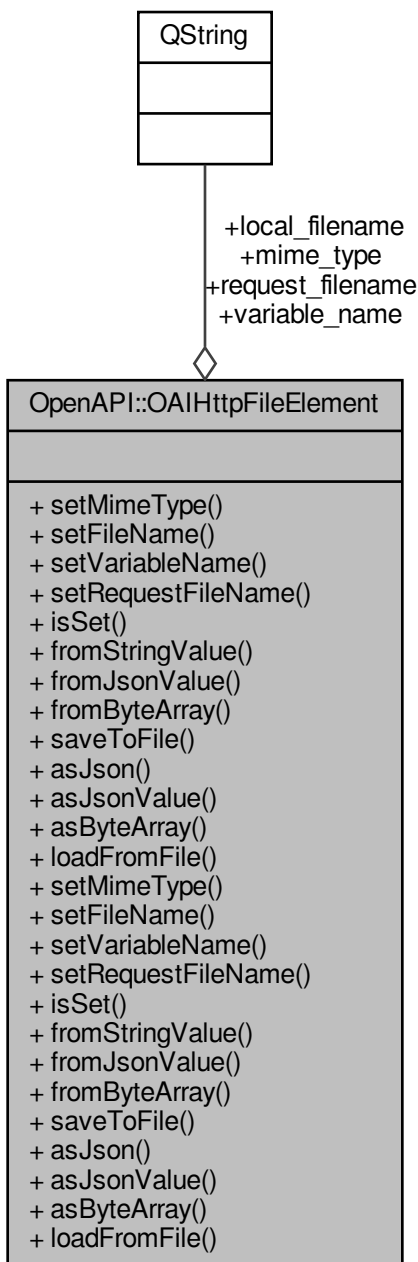 QString
+local_filename
+mime_type
+request_filename
+variable_name
OpenAPI::OAIHttpFileElement
+ setMimeType()
+ setFileName()
+ setVariableName()
+ setRequestFileName()
+ isSet()
+ fromStringValue()
+ fromJsonValue()
+ fromByteArray()
+ saveToFile()
+ asJson()
+ asJsonValue()
+ asByteArray()
+ loadFromFile()
+ setMimeType()
+ setFileName()
+ setVariableName()
+ setRequestFileName()
+ isSet()
+ fromStringValue()
+ fromJsonValue()
+ fromByteArray()
+ saveToFile()
+ asJson()
+ asJsonValue()
+ asByteArray()
+ loadFromFile()